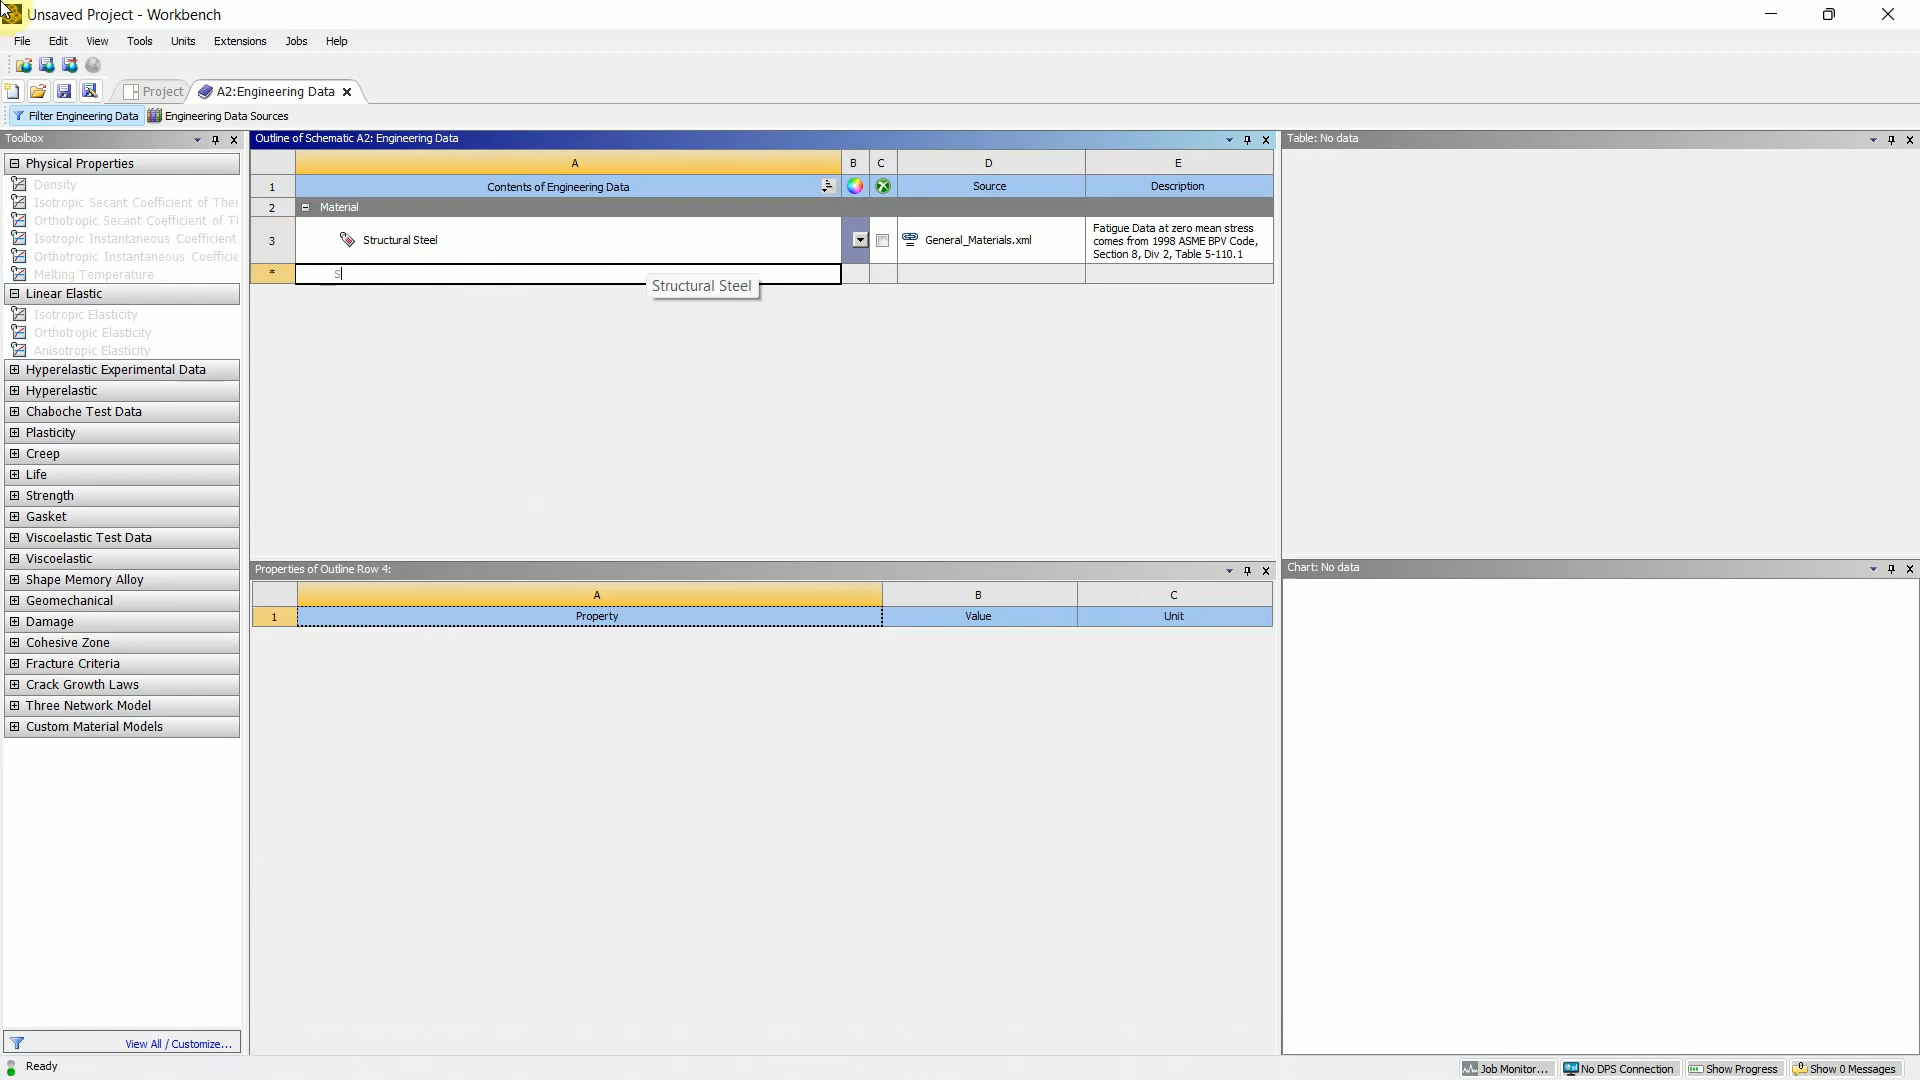 Unsaved Project - Workbench
File Edit View Tools Units Extensions Jobs Help
Project A2:Engineering Data
Filter Engineering Data Engineering Data Sources
Toolbox
Physical Properties
Density
Isotropic Secant Coefficient of Ther
Orthotropic Secant Coefficient of T
Isotropic Instantaneous Coefficient
Orthotropic Instantaneous Coefficie
Melting Temperature
Linear Elastic
Isotropic Elasticity
Orthotropic Elasticity
Anisotropic Elasticity
Hyperelastic Experimental Data
Hyperelastic
Chaboche Test Data
Plasticity
Creep
Life
Strength
Gasket
Viscoelastic Test Data
Viscoelastic
Shape Memory Alloy
Geomechanical
Damage
Cohesive Zone
Fracture Criteria
Crack Growth Laws
Three Network Model
Custom Material Models
View All / Customize...
Outline of Schematic A2: Engineering Data
A B C D E
1 Contents of Engineering Data Source Description
2 Material
3 Structural Steel General_Materials.xml Fatigue Data at zero mean stress
comes from 1998 ASME BPV Code,
Section 8, Div 2, Table 5-110.1
* S
Structural Steel
Properties of Outline Row 4:
A B C
1 Property Value Unit
Table: No data
Chart: No data
Ready
Job Monitor... No DPS Connection Show Progress Show 0 Messages